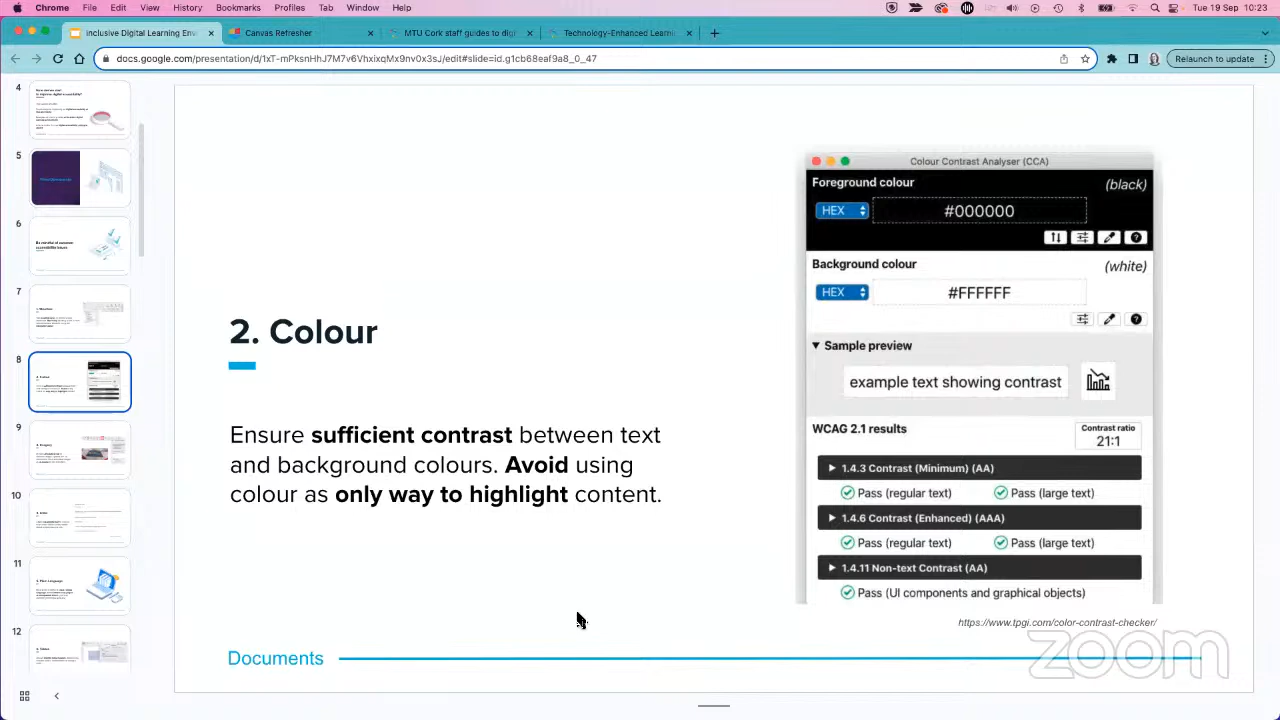 Chrome File Edit View History Bookmarks Profiles Tab Window Help Tue 19 Sep 10:23
inclusive Digital Learning Env Canvas Refresher MTU Cork staff guides to digi Technology-Enhanced Learnin
docs.google.com/presentation/d/1xT-mPksnHhJ7M7v6VhxixqMx9nv0x3sJ/edit#slide=id.g1cb68eaf9a8_0_47
Relaunch to update
4
5
6
7
8
9
10
11
12
2. Colour
Ensure sufficient contrast between text
and background colours. Avoid using
colour as only way to highlight content.
Colour Contrast Analyser (CCA)
Foreground colour (black)
HEX #000000
Background colour (white)
HEX #FFFFFF
Sample preview
example text showing contrast
WCAG 2.1 results
Contrast ratio
21:1
1.4.3 Contrast (Minimum) (AA)
Pass (regular text) Pass (large text)
1.4.6 Contrast (Enhanced) (AAA)
Pass (regular text) Pass (large text)
1.4.11 Non-text Contrast (AA)
Pass (UI components and graphical objects)
https://www.tpgi.com/color-contrast-checker/
Documents
zoom